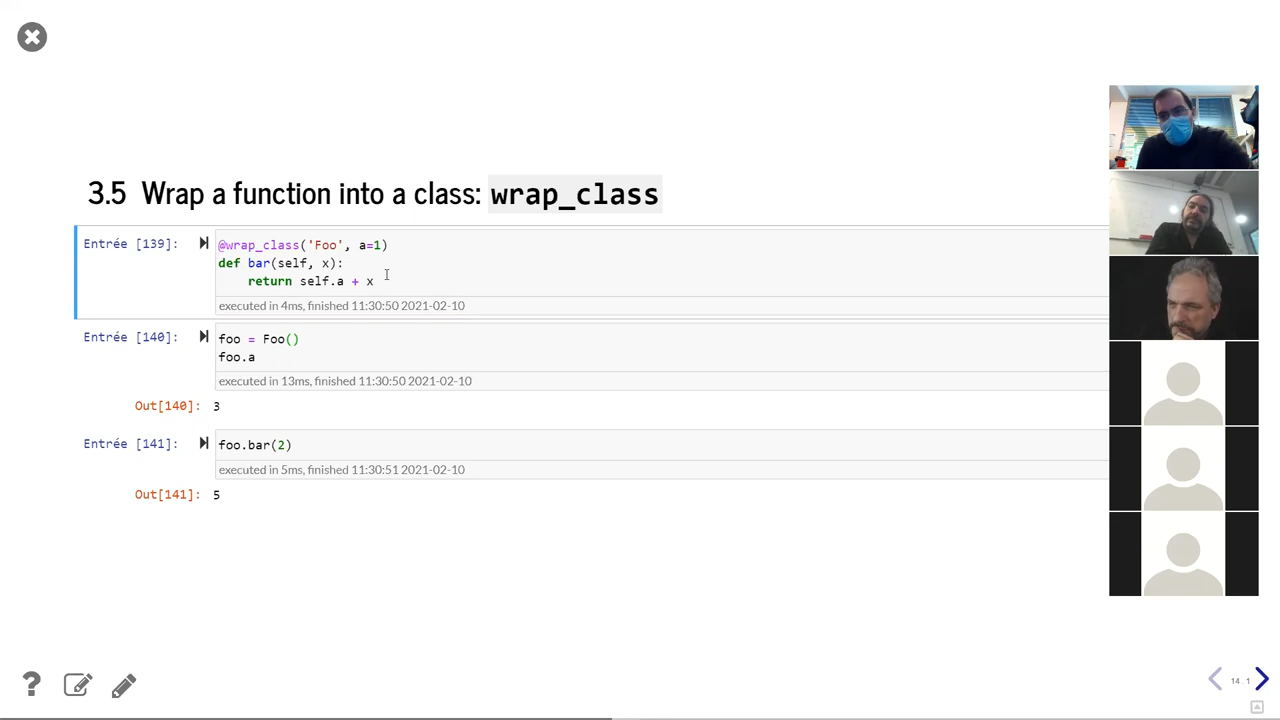 3.5 Wrap a function into a class: wrap_class
Entrée [139]:
@wrap_class('Foo', a=1)
def bar(self, x):
    return self.a + x
executed in 4ms, finished 11:30:50 2021-02-10
Entrée [140]:
foo = Foo()
foo.a
executed in 13ms, finished 11:30:50 2021-02-10
Out[140]: 3
Entrée [141]:
foo.bar(2)
executed in 5ms, finished 11:30:51 2021-02-10
Out[141]: 5
?
14.1